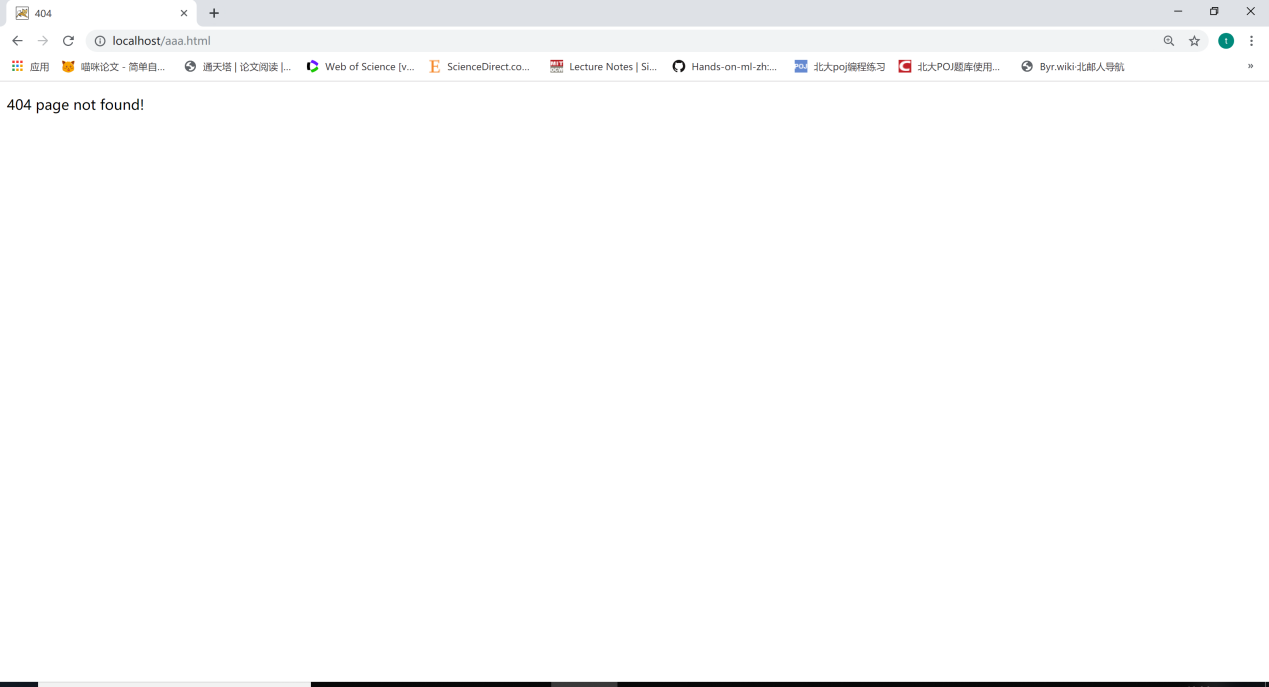 404
localhost/aaa.html
t
应用 喵咪论文 - 简单自... 通天塔 | 论文阅读 |... Web of Science [v... E ScienceDirect.co... MIT OCW Lecture Notes | Si... Hands-on-ml-zh:... POJ 北大poj编程练习 C 北大POJ题库使用... Byr.wiki·北邮人导航 »
404 page not found!